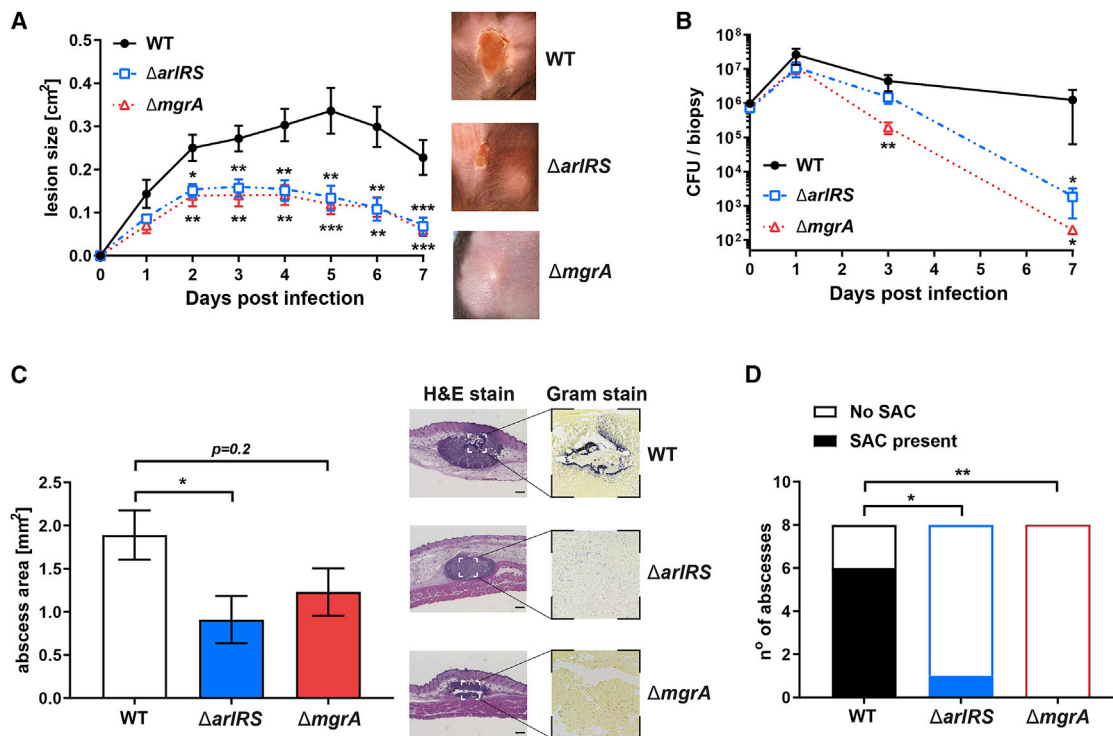 A
lesion size [cm²]
0.5
0.4
0.3
0.2
0.1
0.0
WT
ΔarlRS
ΔmgrA
* ** ** ** ** ***
** ** ** *** ** ***
0 1 2 3 4 5 6 7
Days post infection
WT
ΔarlRS
ΔmgrA
B
CFU / biopsy
10⁸
10⁷
10⁶
10⁵
10⁴
10³
10²
WT
ΔarlRS
ΔmgrA
**
*
*
0 1 2 3 4 5 6 7
Days post infection
C
abscess area [mm²]
p=0.2
*
2.5
2.0
1.5
1.0
0.5
0.0
WT ΔarlRS ΔmgrA
H&E stain Gram stain
WT
ΔarlRS
ΔmgrA
D
No SAC
SAC present
**
*
nº of abscesses
10
8
6
4
2
0
WT ΔarlRS ΔmgrA